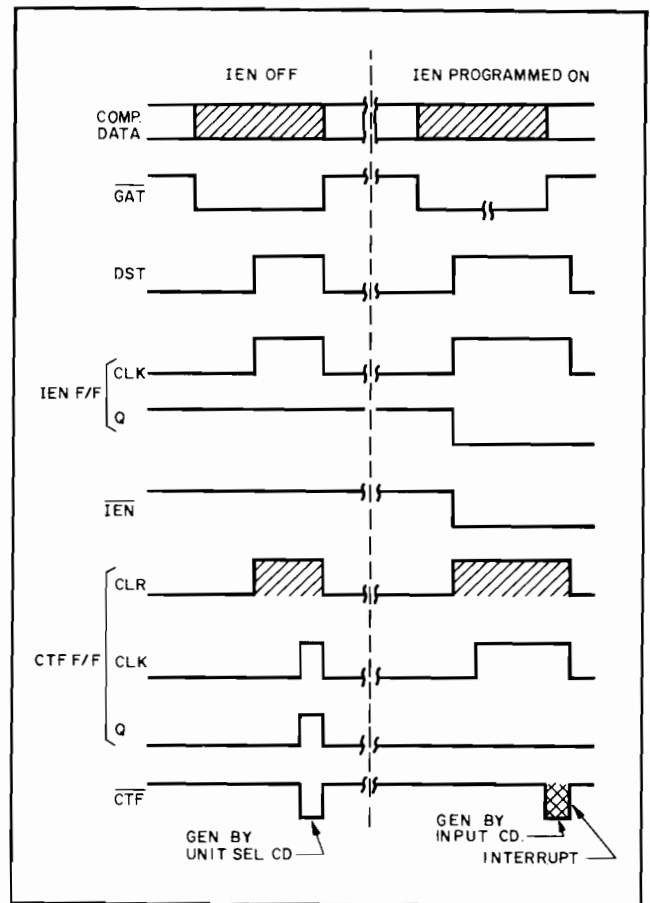 IEN OFF
IEN PROGRAMMED ON
COMP.
DATA
GAT
DST
IEN F/F
CLK
Q
IEN
CLR
CTF F/F
CLK
Q
CTF
GEN BY
UNIT SEL CD
GEN BY
INPUT CD.
INTERRUPT